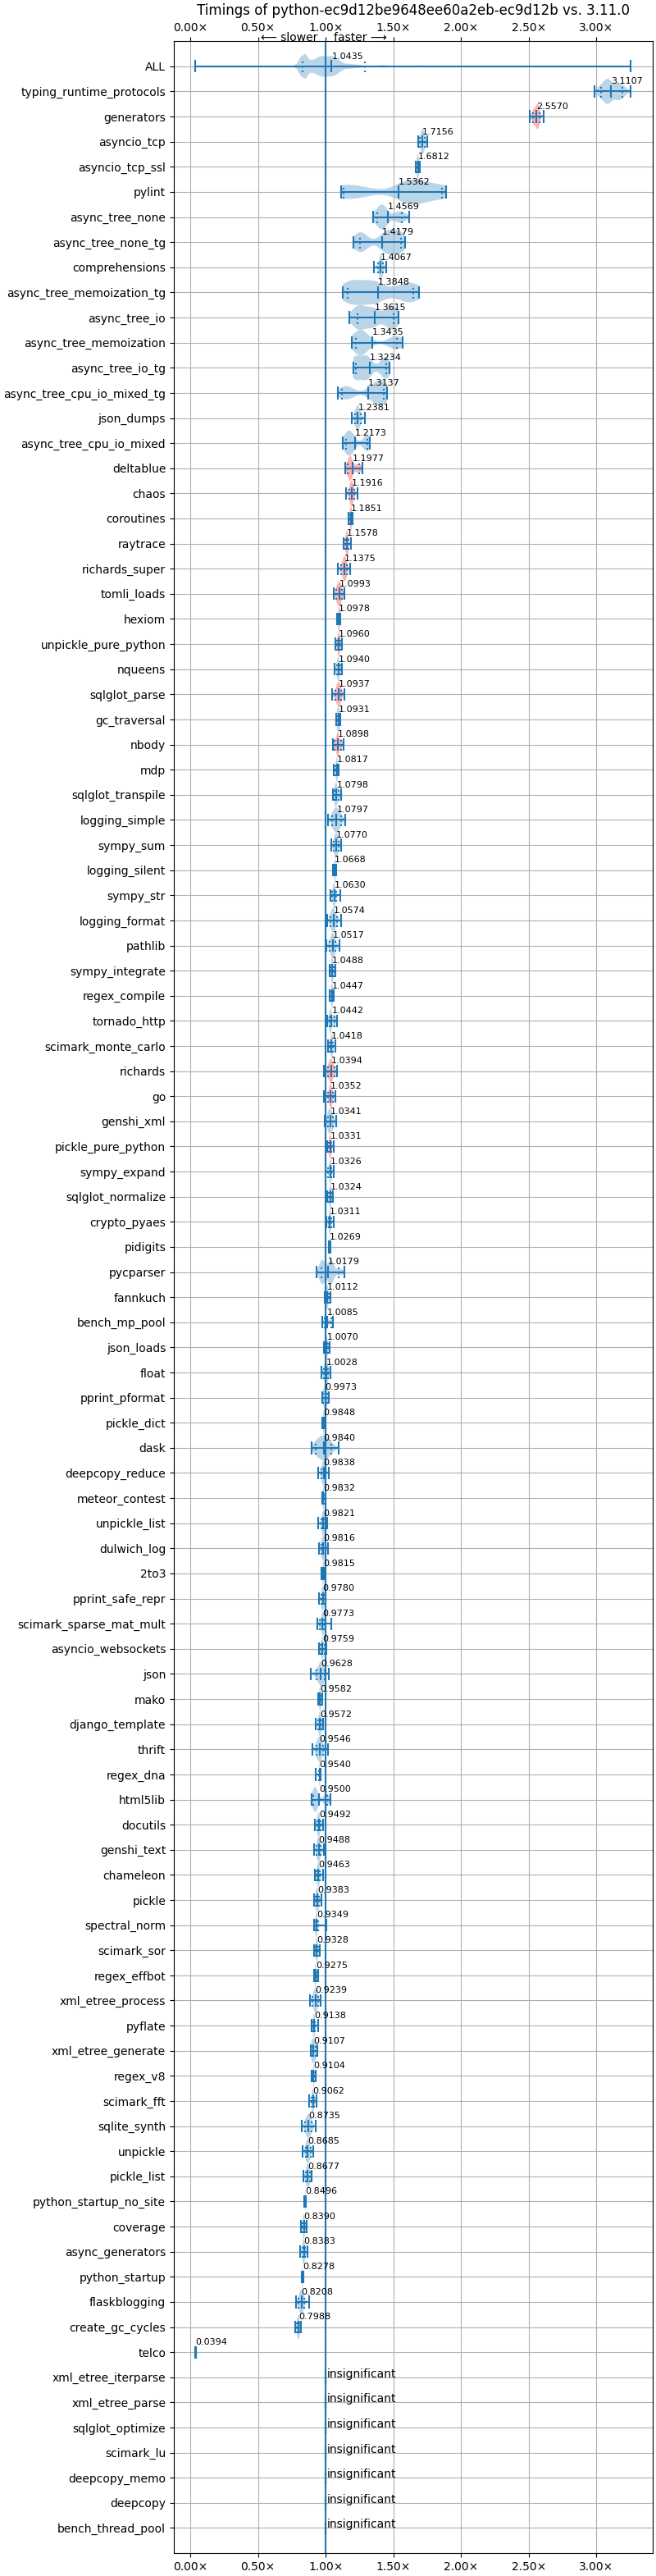 Timings of python-ec9d12be9648ee60a2eb-ec9d12b vs. 3.11.0
0.00× 0.50× 1.00× 1.50× 2.00× 2.50× 3.00×
⟵ slower faster ⟶
ALL 1.0435
typing_runtime_protocols 3.1107
generators 2.5570
asyncio_tcp 1.7156
asyncio_tcp_ssl 1.6812
pylint 1.5362
async_tree_none 1.4569
async_tree_none_tg 1.4179
comprehensions 1.4067
async_tree_memoization_tg 1.3848
async_tree_io 1.3615
async_tree_memoization 1.3435
async_tree_io_tg 1.3234
async_tree_cpu_io_mixed_tg 1.3137
json_dumps 1.2381
async_tree_cpu_io_mixed 1.2173
deltablue 1.1977
chaos 1.1916
coroutines 1.1851
raytrace 1.1578
richards_super 1.1375
tomli_loads 1.0993
hexiom 1.0978
unpickle_pure_python 1.0960
nqueens 1.0940
sqlglot_parse 1.0937
gc_traversal 1.0931
nbody 1.0898
mdp 1.0817
sqlglot_transpile 1.0798
logging_simple 1.0797
sympy_sum 1.0770
logging_silent 1.0668
sympy_str 1.0630
logging_format 1.0574
pathlib 1.0517
sympy_integrate 1.0488
regex_compile 1.0447
tornado_http 1.0442
scimark_monte_carlo 1.0418
richards 1.0394
go 1.0352
genshi_xml 1.0341
pickle_pure_python 1.0331
sympy_expand 1.0326
sqlglot_normalize 1.0324
crypto_pyaes 1.0311
pidigits 1.0269
pycparser 1.0179
fannkuch 1.0112
bench_mp_pool 1.0085
json_loads 1.0070
float 1.0028
pprint_pformat 0.9973
pickle_dict 0.9848
dask 0.9840
deepcopy_reduce 0.9838
meteor_contest 0.9832
unpickle_list 0.9821
dulwich_log 0.9816
2to3 0.9815
pprint_safe_repr 0.9780
scimark_sparse_mat_mult 0.9773
asyncio_websockets 0.9759
json 0.9628
mako 0.9582
django_template 0.9572
thrift 0.9546
regex_dna 0.9540
html5lib 0.9500
docutils 0.9492
genshi_text 0.9488
chameleon 0.9463
pickle 0.9383
spectral_norm 0.9349
scimark_sor 0.9328
regex_effbot 0.9275
xml_etree_process 0.9239
pyflate 0.9138
xml_etree_generate 0.9107
regex_v8 0.9104
scimark_fft 0.9062
sqlite_synth 0.8735
unpickle 0.8685
pickle_list 0.8677
python_startup_no_site 0.8496
coverage 0.8390
async_generators 0.8383
python_startup 0.8278
flaskblogging 0.8208
create_gc_cycles 0.7988
telco 0.0394
xml_etree_iterparse insignificant
xml_etree_parse insignificant
sqlglot_optimize insignificant
scimark_lu insignificant
deepcopy_memo insignificant
deepcopy insignificant
bench_thread_pool insignificant
0.00× 0.50× 1.00× 1.50× 2.00× 2.50× 3.00×